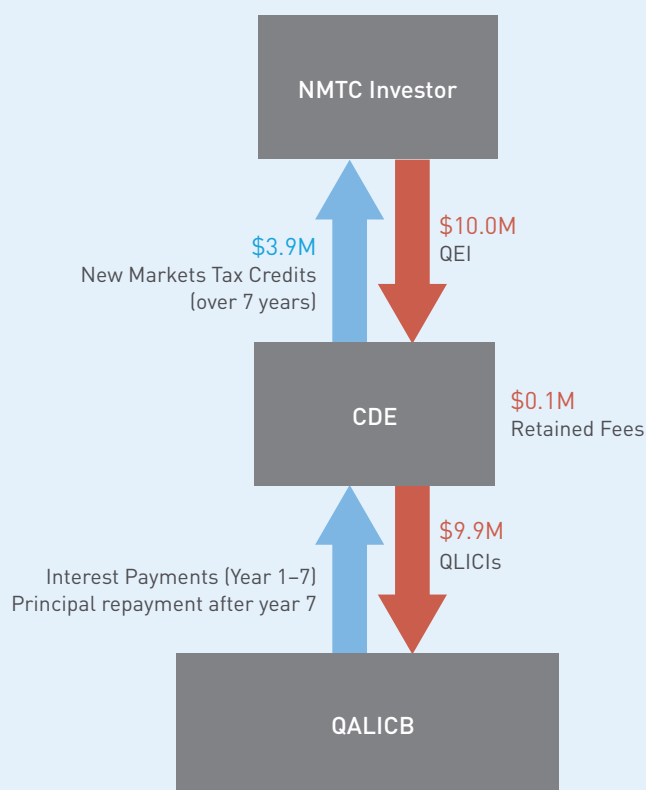 NMTC Investor
$3.9M
New Markets Tax Credits
(over 7 years)
$10.0M
QEI
CDE
$0.1M
Retained Fees
Interest Payments (Year 1–7)
Principal repayment after year 7
$9.9M
QLICIs
QALICB